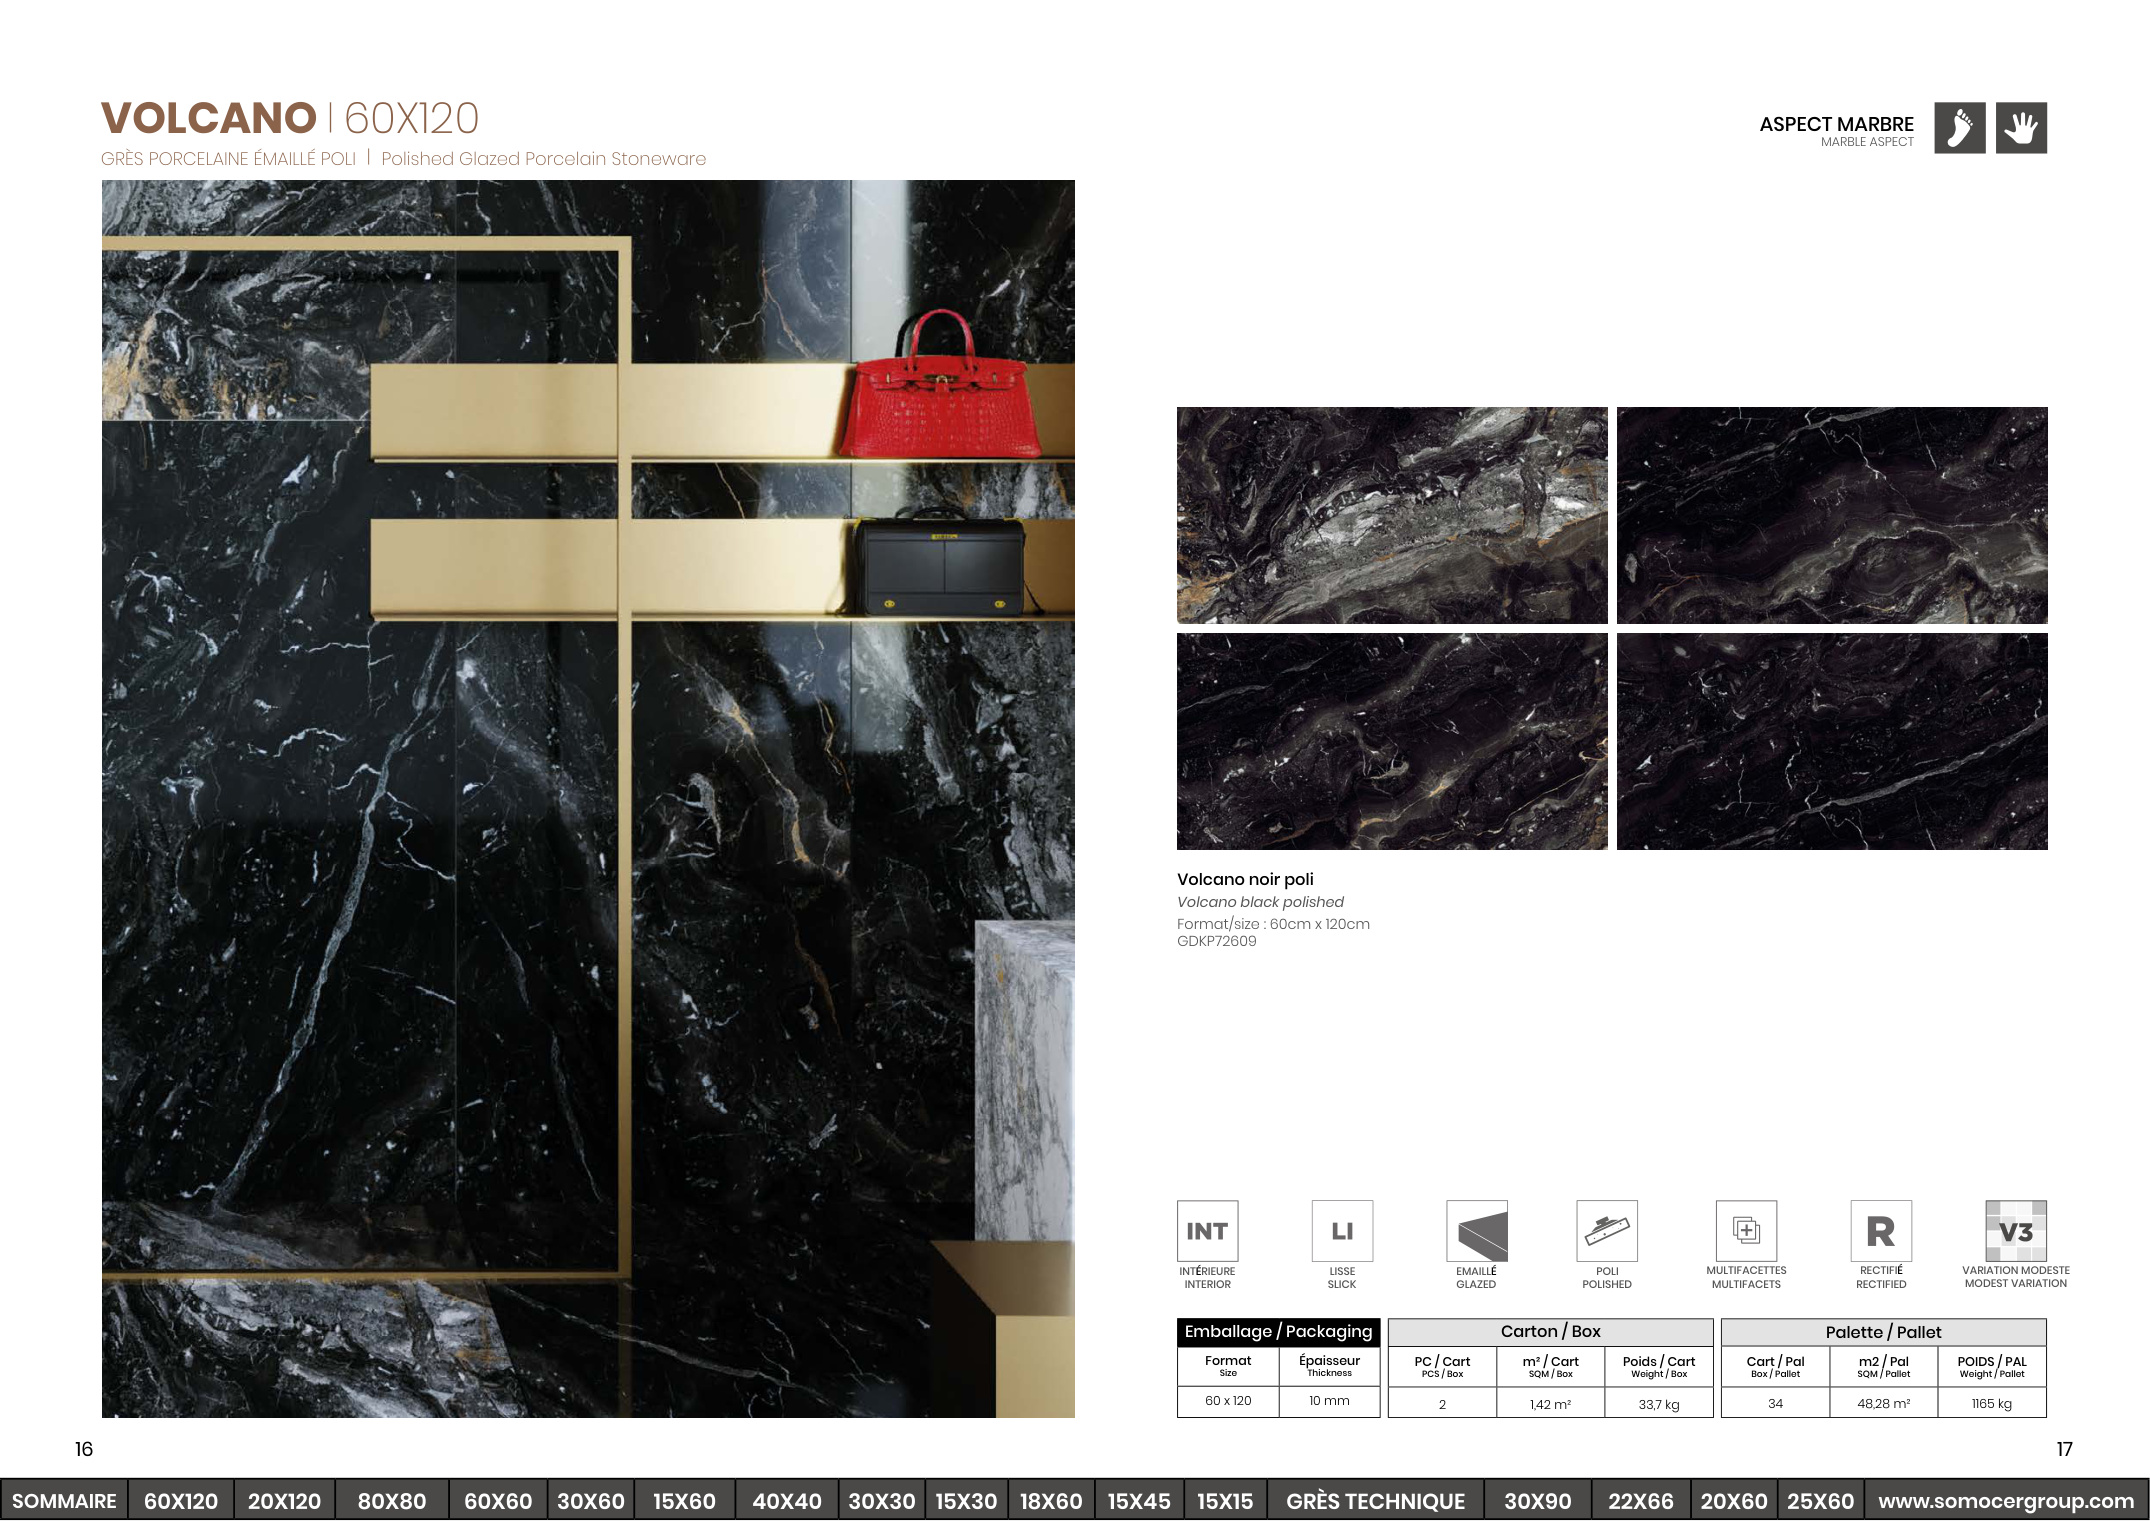 VOLCANO | 60X120
GRÈS PORCELAINE ÉMAILLÉ POLI | Polished Glazed Porcelain Stoneware
ASPECT MARBRE
MARBLE ASPECT
Volcano noir poli
Volcano black polished
Format/size : 60cm x 120cm
GDKP72609
INT
INTÉRIEURE
INTERIOR
LI
LISSE
SLICK
EMAILLÉ
GLAZED
POLI
POLISHED
MULTIFACETTES
MULTIFACETS
R
RECTIFIÉ
RECTIFIED
V3
VARIATION MODESTE
MODEST VARIATION
Emballage / Packaging
Format
Size
Épaisseur
Thickness
60 x 120
10 mm
Carton / Box
PC / Cart
PCS / Box
m² / Cart
SQM / Box
Poids / Cart
Weight / Box
2
1,42 m²
33,7 kg
Palette / Pallet
Cart / Pal
Box / Pallet
m2 / Pal
SQM / Pallet
POIDS / PAL
Weight / Pallet
34
48,28 m²
1165 kg
16
17
SOMMAIRE 60X120 20X120 80X80 60X60 30X60 15X60 40X40 30X30 15X30 18X60 15X45 15X15 GRÈS TECHNIQUE 30X90 22X66 20X60 25X60 www.somocergroup.com